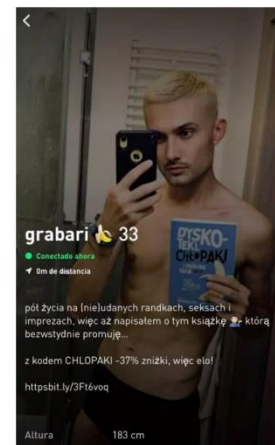 grabari 🍌 33
Conectado ahora
0m de distancia
DYSKO-
TEKI
CHŁOPAKI
pół życia na (nie)udanych randkach, seksach i
imprezach, więc aż napisałem o tym książkę 💁🏼‍♂️ którą
bezwstydnie promuję...
z kodem CHLOPAKI -37% zniżki, więc elo!
httpsbit.ly/3Ft6voq
Altura 183 cm